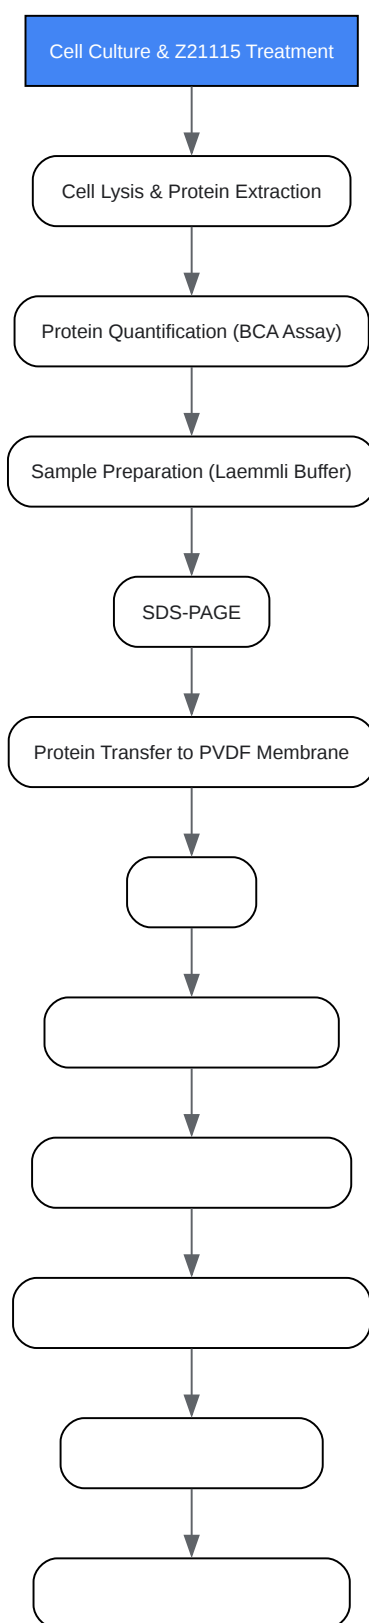 Cell Culture & Z21115 Treatment
Cell Lysis & Protein Extraction
Protein Quantification (BCA Assay)
Sample Preparation (Laemmli Buffer)
SDS-PAGE
Protein Transfer to PVDF Membrane